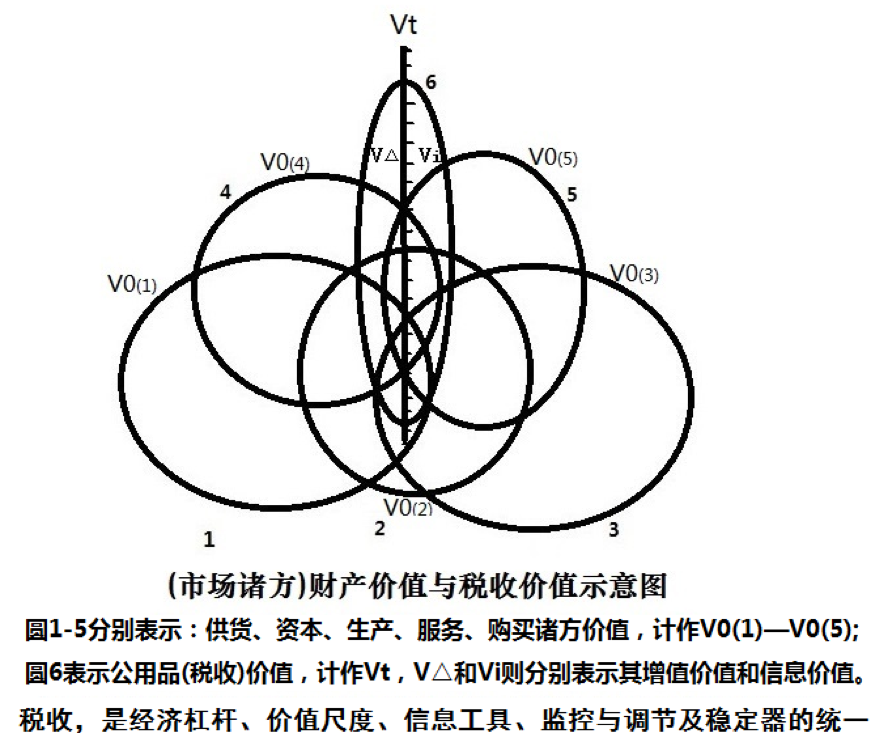 Vt
6
V△ Vi
V0(4) V0(5)
4 5
V0(1) V0(3)
V0(2)
1 2 3
(市场诸方)财产价值与税收价值示意图
圆1-5分别表示：供货、资本、生产、服务、购买诸方价值，计作V0(1)—V0(5);
圆6表示公用品(税收)价值，计作Vt，V△和Vi则分别表示其增值价值和信息价值。
税收，是经济杠杆、价值尺度、信息工具、监控与调节及稳定器的统一